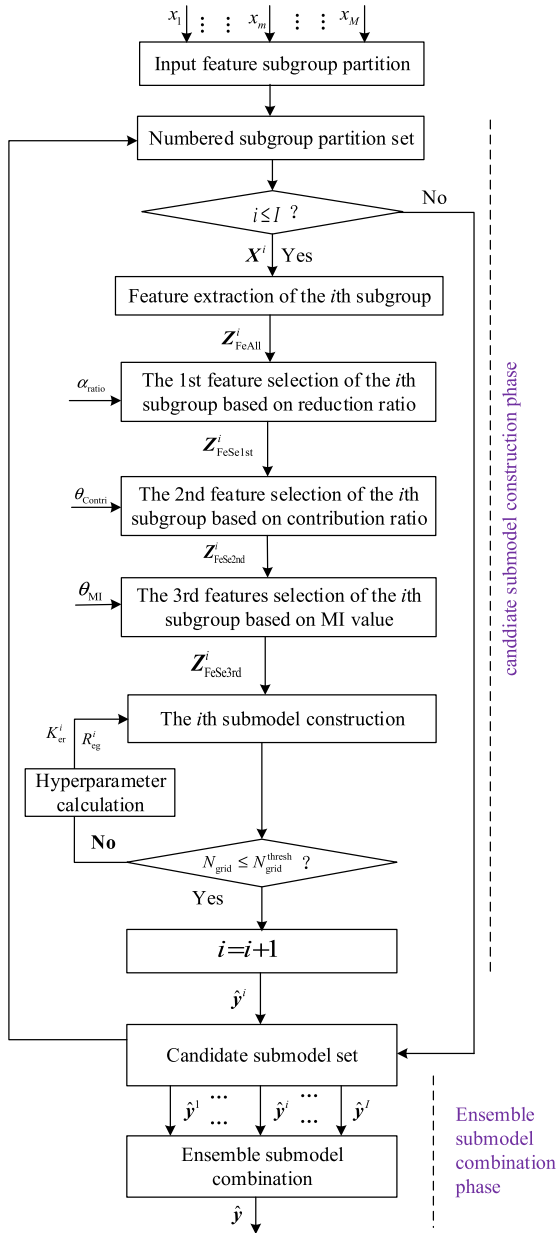 x_1 ⋮ ⋮ x_m ⋮ ⋮ x_M
Input feature subgroup partition
Numbered subgroup partition set
i ≤ I ?
No
X^i Yes
Feature extraction of the ith subgroup
Z^i_FeAll
α_ratio
The 1st feature selection of the ith
subgroup based on reduction ratio
Z^i_FeSe1st
θ_Contri
The 2nd feature selection of the ith
subgroup based on contribution ratio
Z^i_FeSe2nd
θ_MI
The 3rd features selection of the ith
subgroup based on MI value
Z^i_FeSe3rd
The ith submodel construction
K^i_er R^i_eg
Hyperparameter
calculation
No
N_grid ≤ N^thresh_grid ?
Yes
i=i+1
ŷ^i
canddiate submodel construction phase
Candidate submodel set
ŷ^1 ... ... ŷ^i ... ... ŷ^I
Ensemble submodel
combination
ŷ
Ensemble
submodel
combination
phase